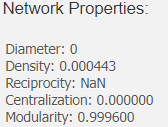 Network Properties:
Diameter: 0
Density: 0.000443
Reciprocity: NaN
Centralization: 0.000000
Modularity: 0.999600